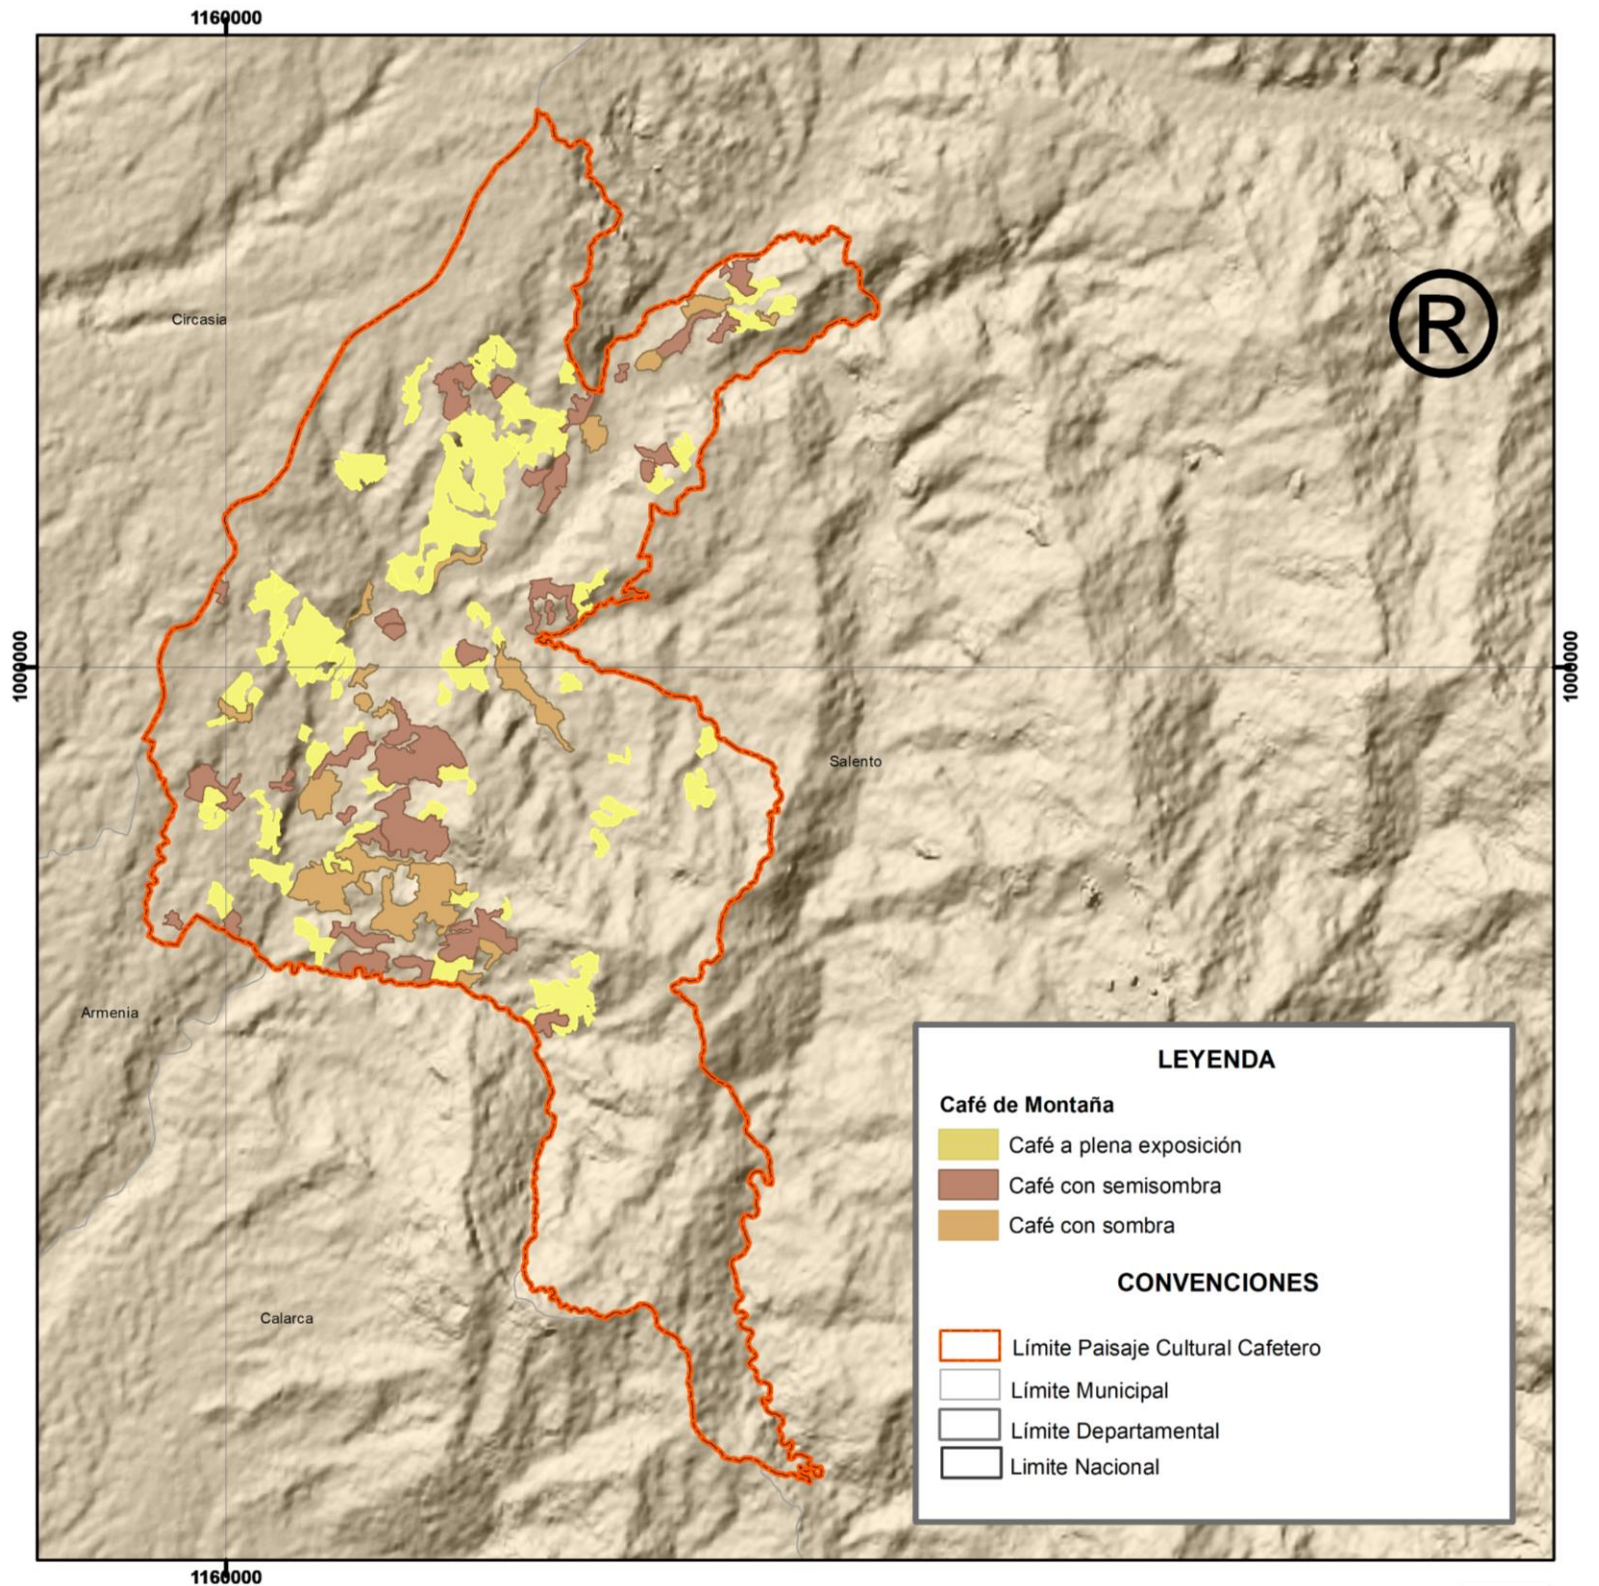 1160000
Circasia
®
1000000
1000000
Salento
Armenia
LEYENDA
Café de Montaña
Café a plena exposición
Café con semisombra
Café con sombra
CONVENCIONES
Calarca
Límite Paisaje Cultural Cafetero
Límite Municipal
Límite Departamental
Limite Nacional
1160000